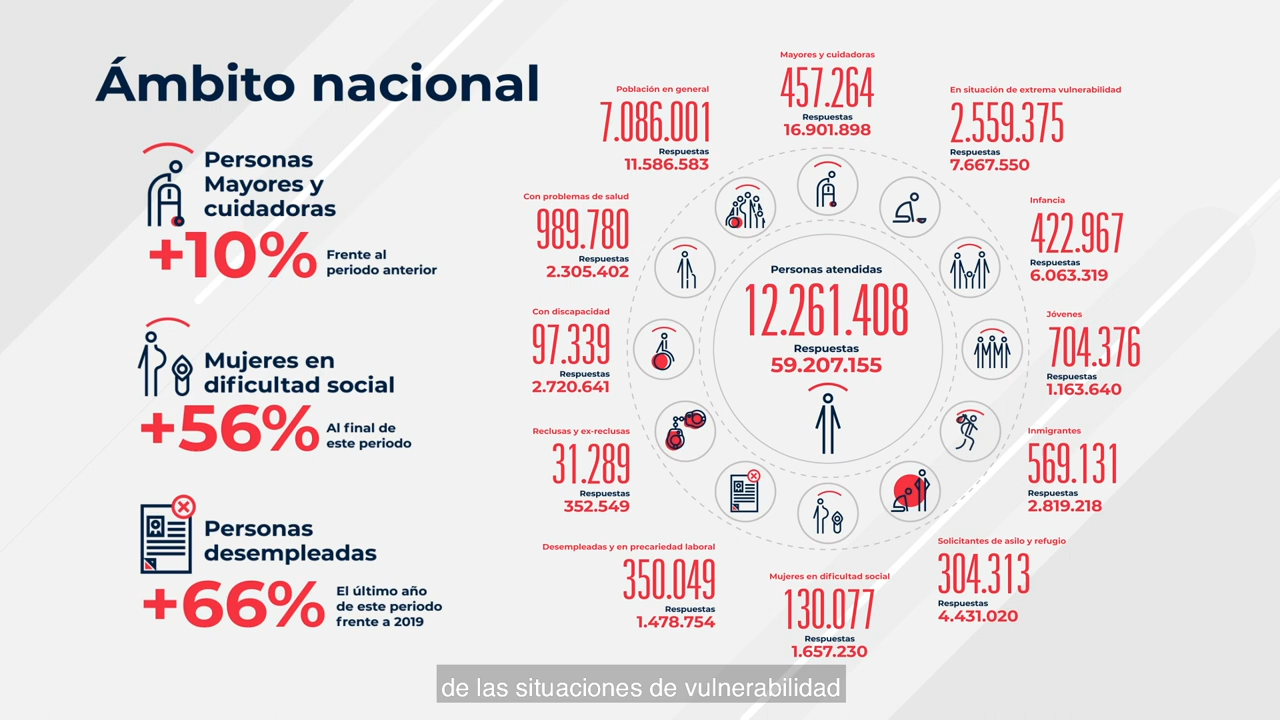 Ámbito nacional
Personas
Mayores y
cuidadoras
+10%
Frente al
periodo anterior
Mujeres en
dificultad social
+56%
Al final de
este periodo
Personas
desempleadas
+66%
El último año
de este periodo
frente a 2019
Mayores y cuidadoras
457.264
Respuestas
16.901.898
En situación de extrema vulnerabilidad
2.559.375
Respuestas
7.667.550
Infancia
422.967
Respuestas
6.063.319
Jóvenes
704.376
Respuestas
1.163.640
Inmigrantes
569.131
Respuestas
2.819.218
Solicitantes de asilo y refugio
304.313
Respuestas
4.431.020
Mujeres en dificultad social
130.077
Respuestas
1.657.230
Desempleadas y en precariedad laboral
350.049
Respuestas
1.478.754
Reclusas y ex-reclusas
31.289
Respuestas
352.549
Con discapacidad
97.339
Respuestas
2.720.641
Con problemas de salud
989.780
Respuestas
2.305.402
Población en general
7.086.001
Respuestas
11.586.583
Personas atendidas
12.261.408
Respuestas
59.207.155
de las situaciones de vulnerabilidad